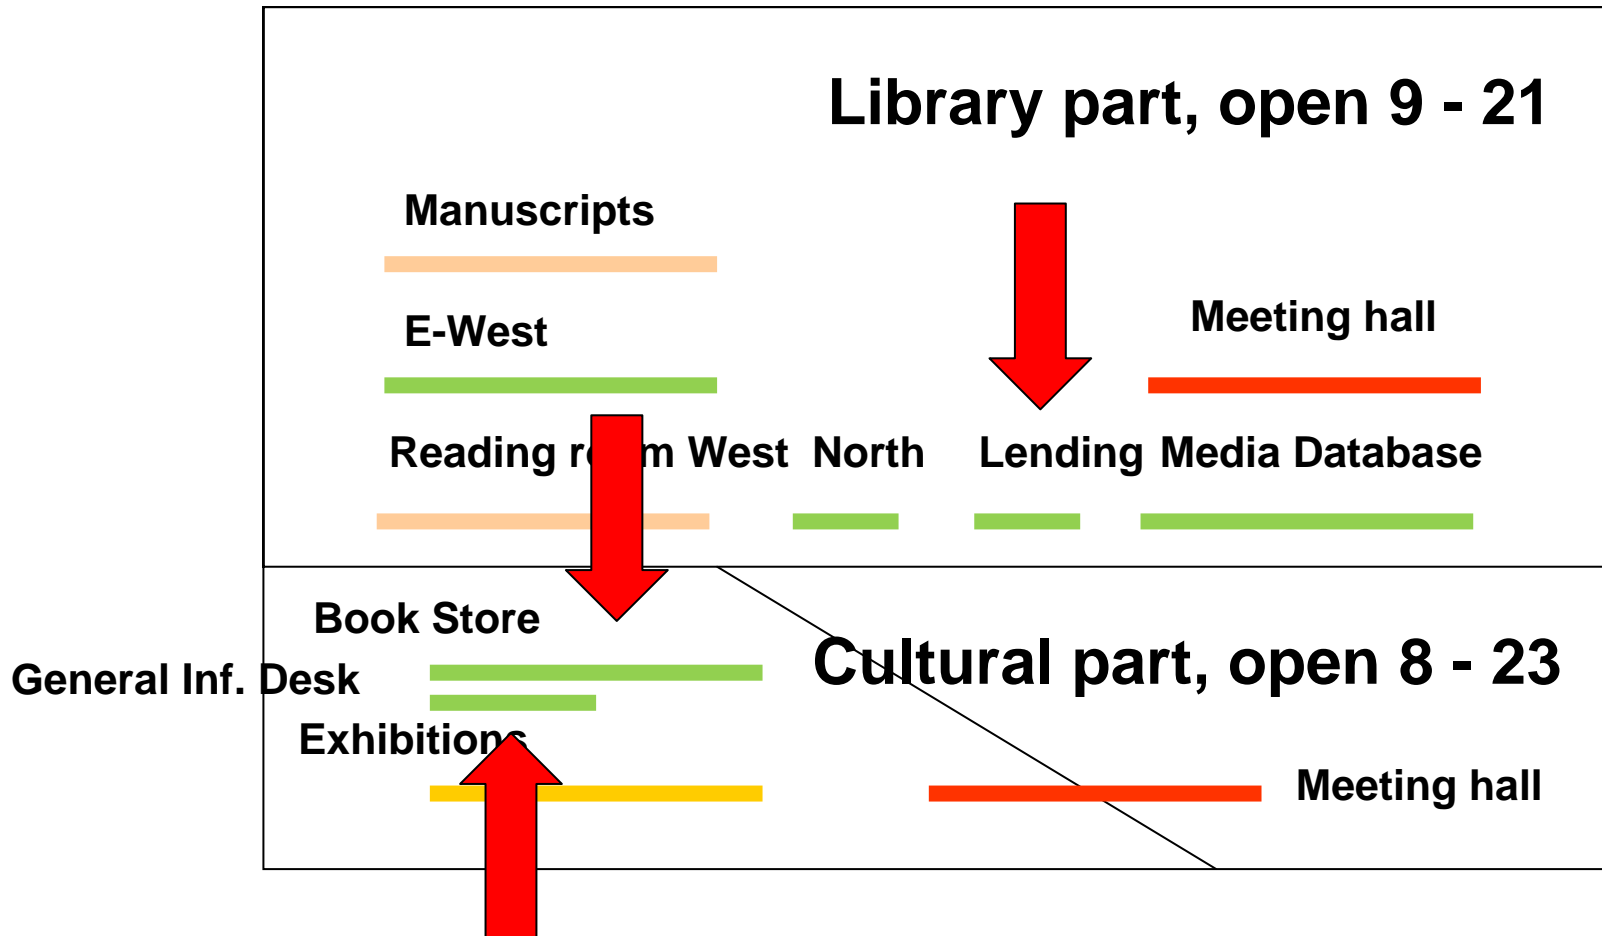 Library part, open 9 - 21
Manuscripts
Meeting hall
E-West
Reading room West North Lending Media Database
Book Store
Cultural part, open 8 - 23
General Inf. Desk
Exhibitions
Meeting hall